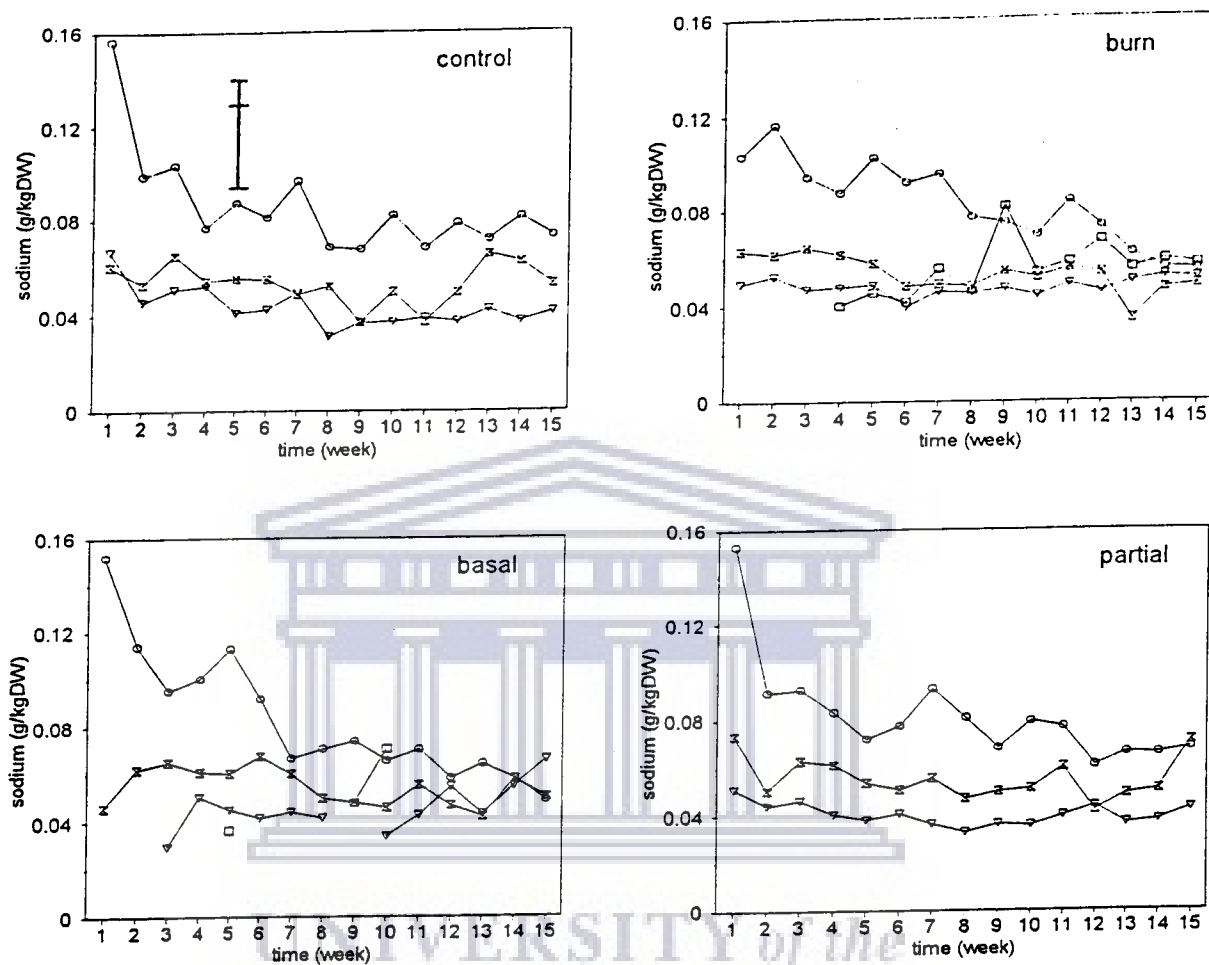 control
0.16
0.12
0.08
0.04
0
sodium (g/kgDW)
1 2 3 4 5 6 7 8 9 10 11 12 13 14 15
time (week)
burn
0.16
0.12
0.08
0.04
0
sodium (g/kgDW)
1 2 3 4 5 6 7 8 9 10 11 12 13 14 15
time (week)
basal
0.16
0.12
0.08
0.04
0
sodium (g/kgDW)
1 2 3 4 5 6 7 8 9 10 11 12 13 14 15
time (week)
partial
0.16
0.12
0.08
0.04
0
sodium (g/kgDW)
1 2 3 4 5 6 7 8 9 10 11 12 13 14 15
time (week)
UNIVERSITY of the